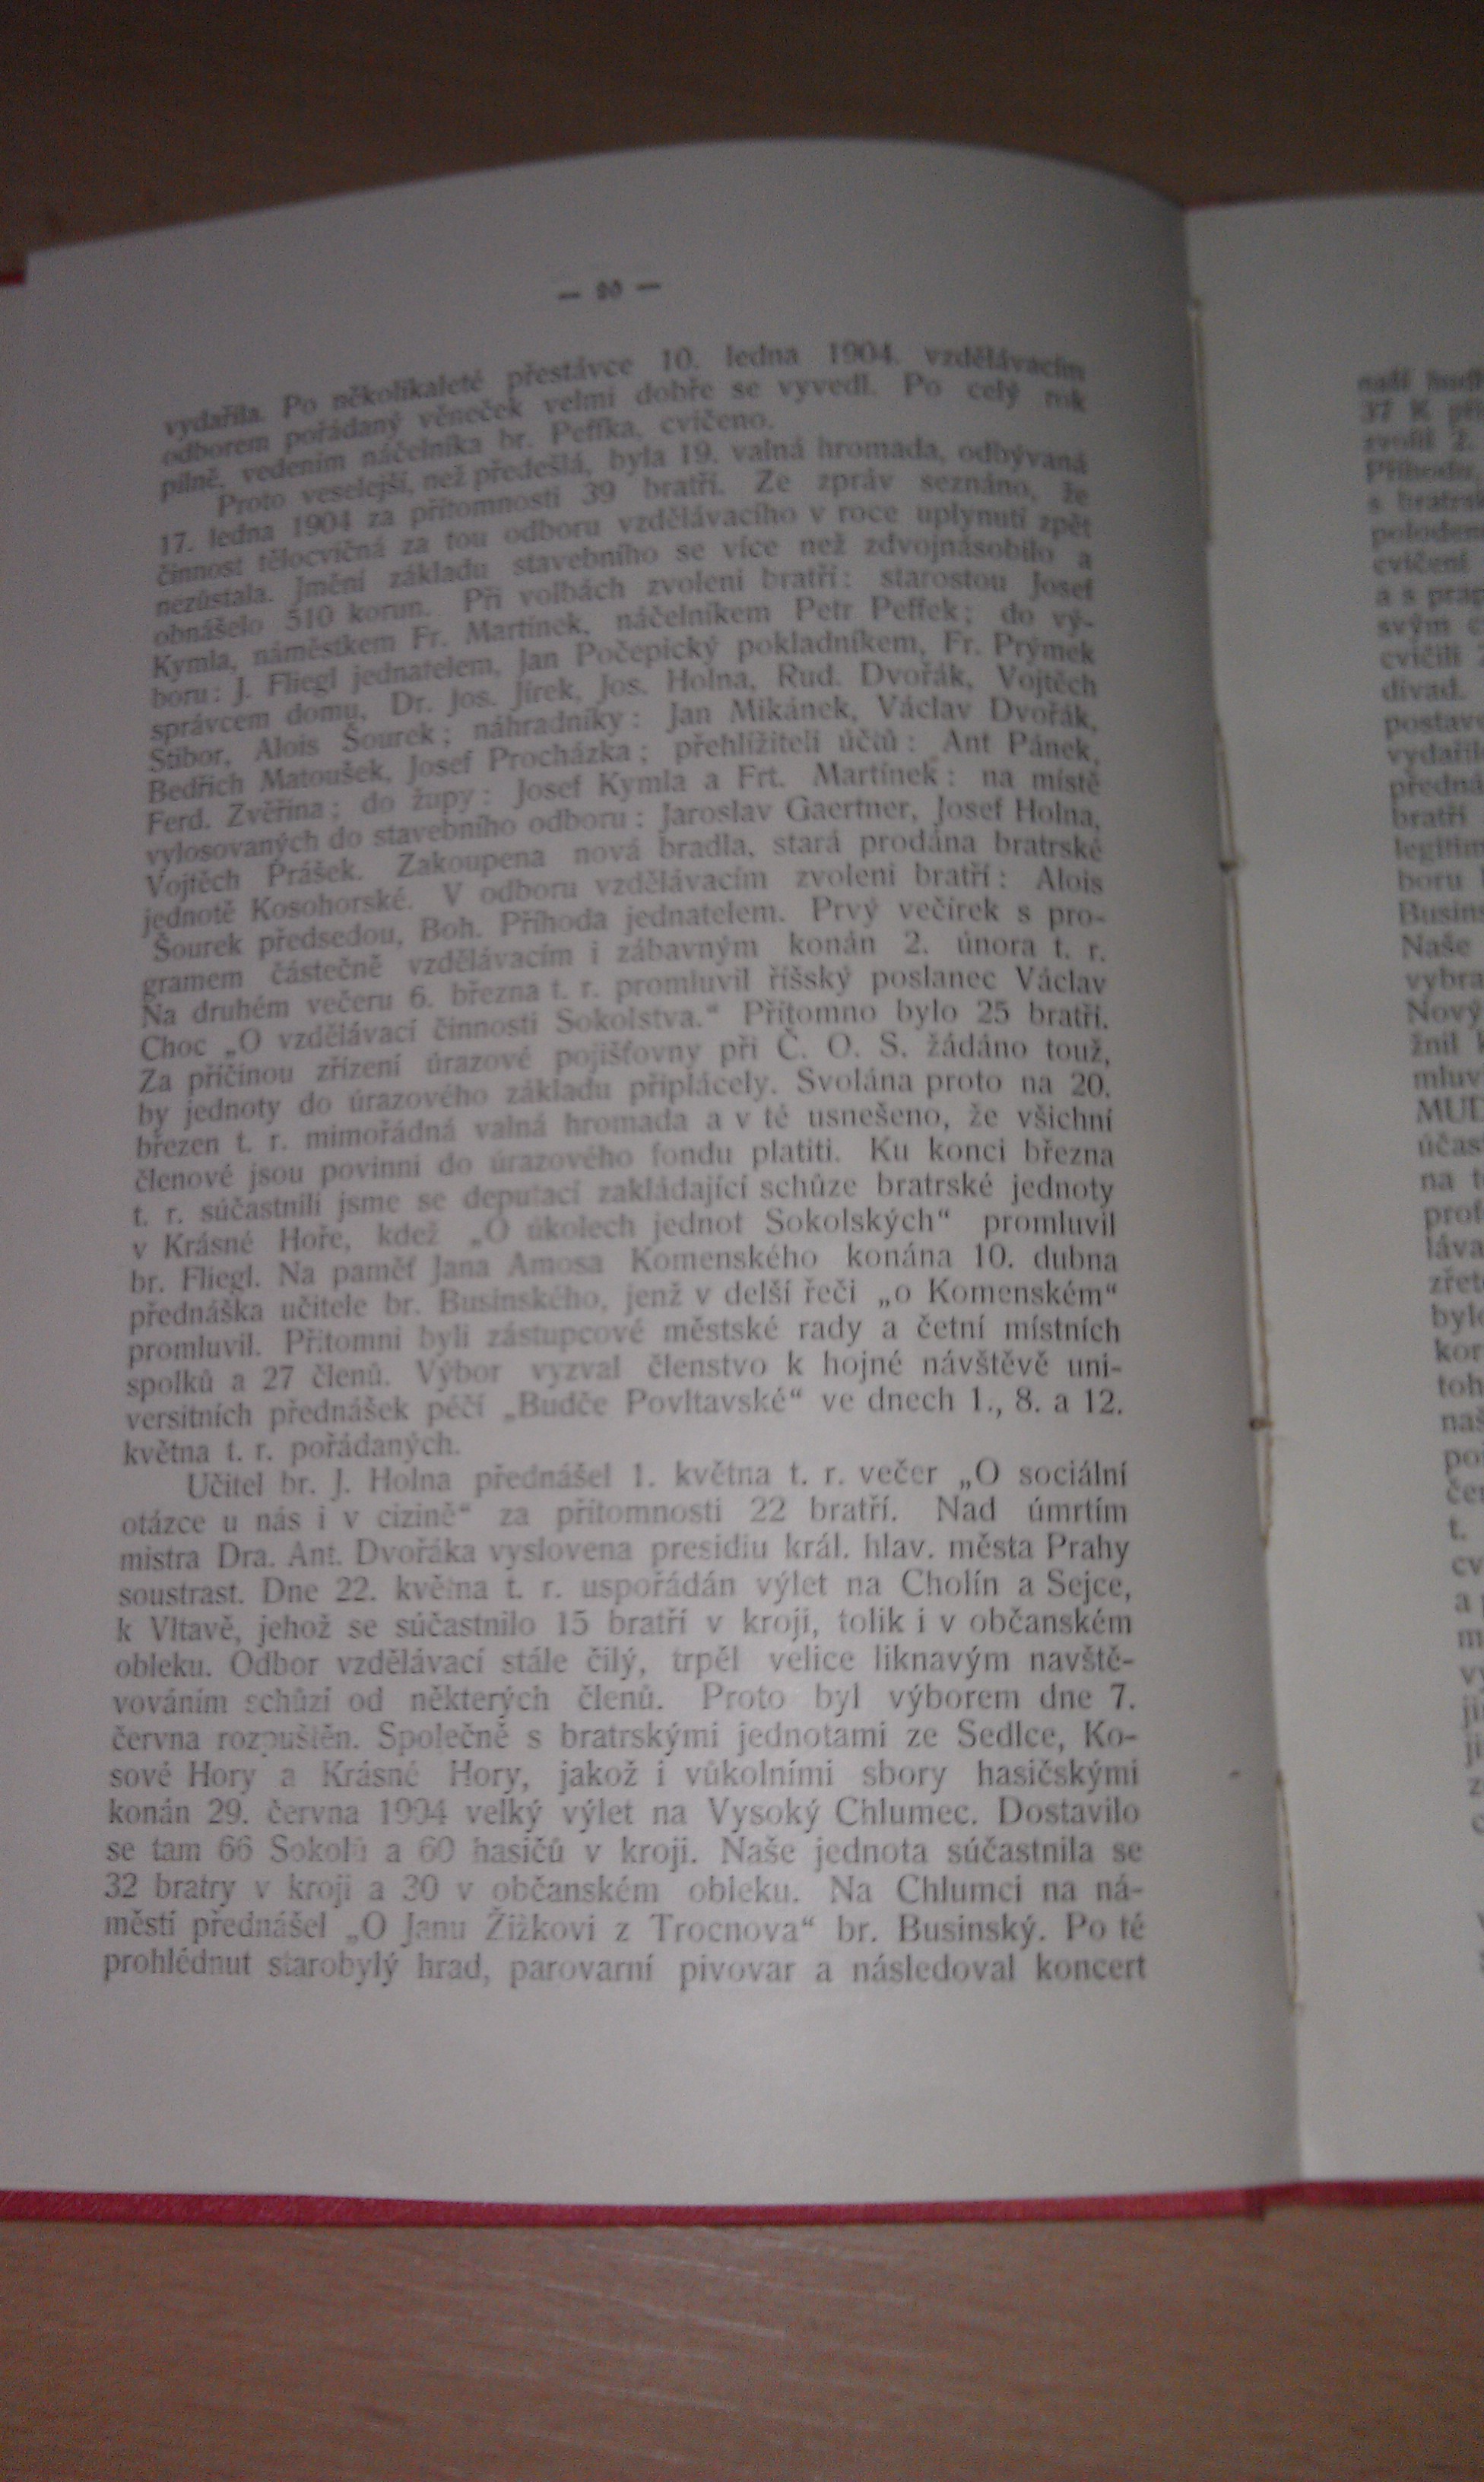 vydařila. Po několikaleté přestávce 10. ledna 1904. vzdělávacím
odborem pořádaný věneček velmi dobře se vyvedl. Po celý rok
pilně, vedením náčelníka br. Peffka, cvičeno.
Proto veselejší, než předešlá, byla 19. valná hromada, odbývaná
17. ledna 1904 za přítomnosti 39 bratří. Ze zpráv seznáno, že
činnost tělocvičná za tou odboru vzdělávacího v roce uplynutí zpět
nezůstala. Jmění základu stavebního se více než zdvojnásobilo a
obnášelo 510 korun. Při volbách zvoleni bratří: starostou Josef
Kymla, náměstkem Fr. Martínek, náčelníkem Petr Peffek; do vý-
boru: J. Fliegl jednatelem, Jan Počepický pokladníkem, Fr. Prýmek
správcem domu, Dr. Jos. Jírek, Jos. Holna, Rud. Dvořák, Vojtěch
Stibor, Alois Šourek; náhradníky: Jan Mikánek, Václav Dvořák,
Bedřich Matoušek, Josef Procházka; přehlížiteli účtů: Ant Pánek,
Ferd. Zvěřina; do župy: Josef Kymla a Frt. Martínek: na místě
vylosovaných do stavebního odboru: Jaroslav Gaertner, Josef Holna,
Vojtěch Prášek. Zakoupena nová bradla, stará prodána bratrské
jednotě Kosohorské. V odboru vzdělávacím zvoleni bratří: Alois
Šourek předsedou, Boh. Příhoda jednatelem. Prvý večírek s pro-
gramem částečně vzdělávacím i zábavným konán 2. února t. r.
Na druhém večeru 6. března t. r. promluvil říšský poslanec Václav
Choc „O vzdělávací činnosti Sokolstva.“ Přítomno bylo 25 bratří.
Za příčinou zřízení úrazové pojišťovny při Č. O. S. žádáno touž,
by jednoty do úrazového základu připlácely. Svolána proto na 20.
březen t. r. mimořádná valná hromada a v té usnešeno, že všichni
členové jsou povinni do úrazového fondu platiti. Ku konci března
t. r. súčastnili jsme se deputací zakládající schůze bratrské jednoty
v Krásné Hoře, kdež „O úkolech jednot Sokolských“ promluvil
br. Fliegl. Na paměť Jana Amosa Komenského konána 10. dubna
přednáška učitele br. Businského, jenž v delší řeči „o Komenském“
promluvil. Přítomni byli zástupcové městské rady a četní místních
spolků a 27 členů. Výbor vyzval členstvo k hojné návštěvě uni-
versitních přednášek péčí „Budče Povltavské“ ve dnech 1., 8. a 12.
května t. r. pořádaných.
Učitel br. J. Holna přednášel 1. května t. r. večer „O sociální
otázce u nás i v cizině“ za přítomnosti 22 bratří. Nad úmrtím
mistra Dra. Ant. Dvořáka vyslovena presidiu král. hlav. města Prahy
soustrast. Dne 22. května t. r. uspořádán výlet na Cholín a Sejce,
k Vltavě, jehož se súčastnilo 15 bratří v kroji, tolik i v občanském
obleku. Odbor vzdělávací stále čilý, trpěl velice liknavým navště-
vováním schůzí od některých členů. Proto byl výborem dne 7.
června rozpuštěn. Společně s bratrskými jednotami ze Sedlce, Ko-
sové Hory a Krásné Hory, jakož i vůkolními sbory hasičskými
konán 29. června 1904 velký výlet na Vysoký Chlumec. Dostavilo
se tam 66 Sokolů a 60 hasičů v kroji. Naše jednota súčastnila se
32 bratry v kroji a 30 v občanském obleku. Na Chlumci na ná-
městí přednášel „O Janu Žižkovi z Trocnova“ br. Businský. Po té
prohlédnut starobylý hrad, parovarní pivovar a následoval koncert